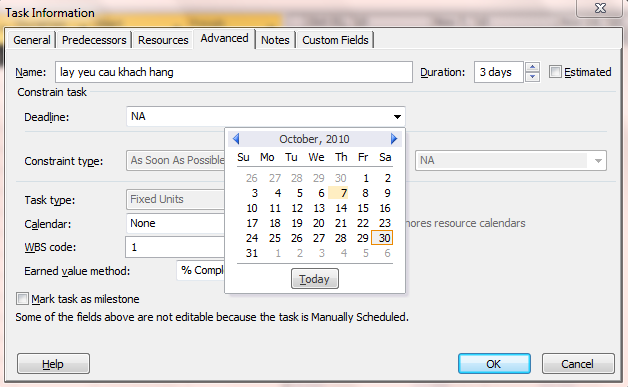 Task Information
General Predecessors Resources Advanced Notes Custom Fields
Name: lay yeu cau khach hang Duration: 3 days Estimated
Constrain task
Deadline: NA
October, 2010
Su Mo Tu We Th Fr Sa
26 27 28 29 30 1 2
3 4 5 6 7 8 9
10 11 12 13 14 15 16
17 18 19 20 21 22 23
24 25 26 27 28 29 30
31 1 2 3 4 5 6
Today
Constraint type: As Soon As Possible NA
Task type: Fixed Units
Calendar: None nores resource calendars
WBS code: 1
Earned value method: % Comple
Mark task as milestone
Some of the fields above are not editable because the task is Manually Scheduled.
Help OK Cancel